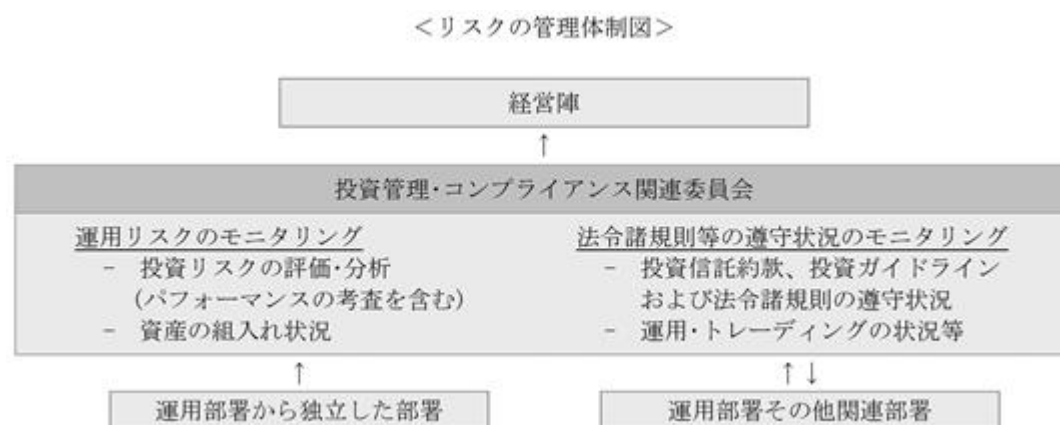 ＜リスクの管理体制図＞
経営陣
↑
投資管理・コンプライアンス関連委員会
運用リスクのモニタリング
－ 投資リスクの評価・分析
（パフォーマンスの考査を含む）
－ 資産の組入れ状況
法令諸規則等の遵守状況のモニタリング
－ 投資信託約款、投資ガイドライン
および法令諸規則の遵守状況
－ 運用・トレーディングの状況等
↑
↑↓
運用部署から独立した部署
運用部署その他関連部署